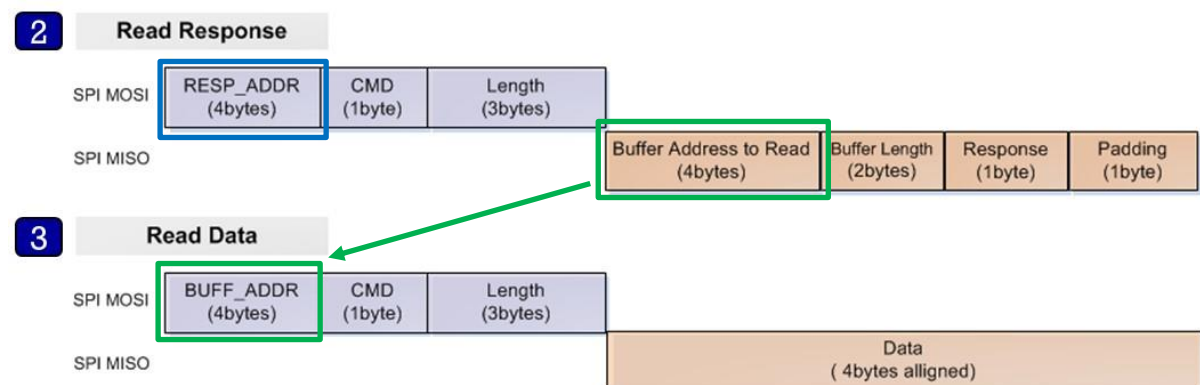 2 Read Response
SPI MOSI RESP_ADDR CMD Length
(4bytes) (1byte) (3bytes)
SPI MISO Buffer Address to Read Buffer Length Response Padding
(4bytes) (2bytes) (1byte) (1byte)
3 Read Data
SPI MOSI BUFF_ADDR CMD Length
(4bytes) (1byte) (3bytes)
SPI MISO Data
( 4bytes alligned)